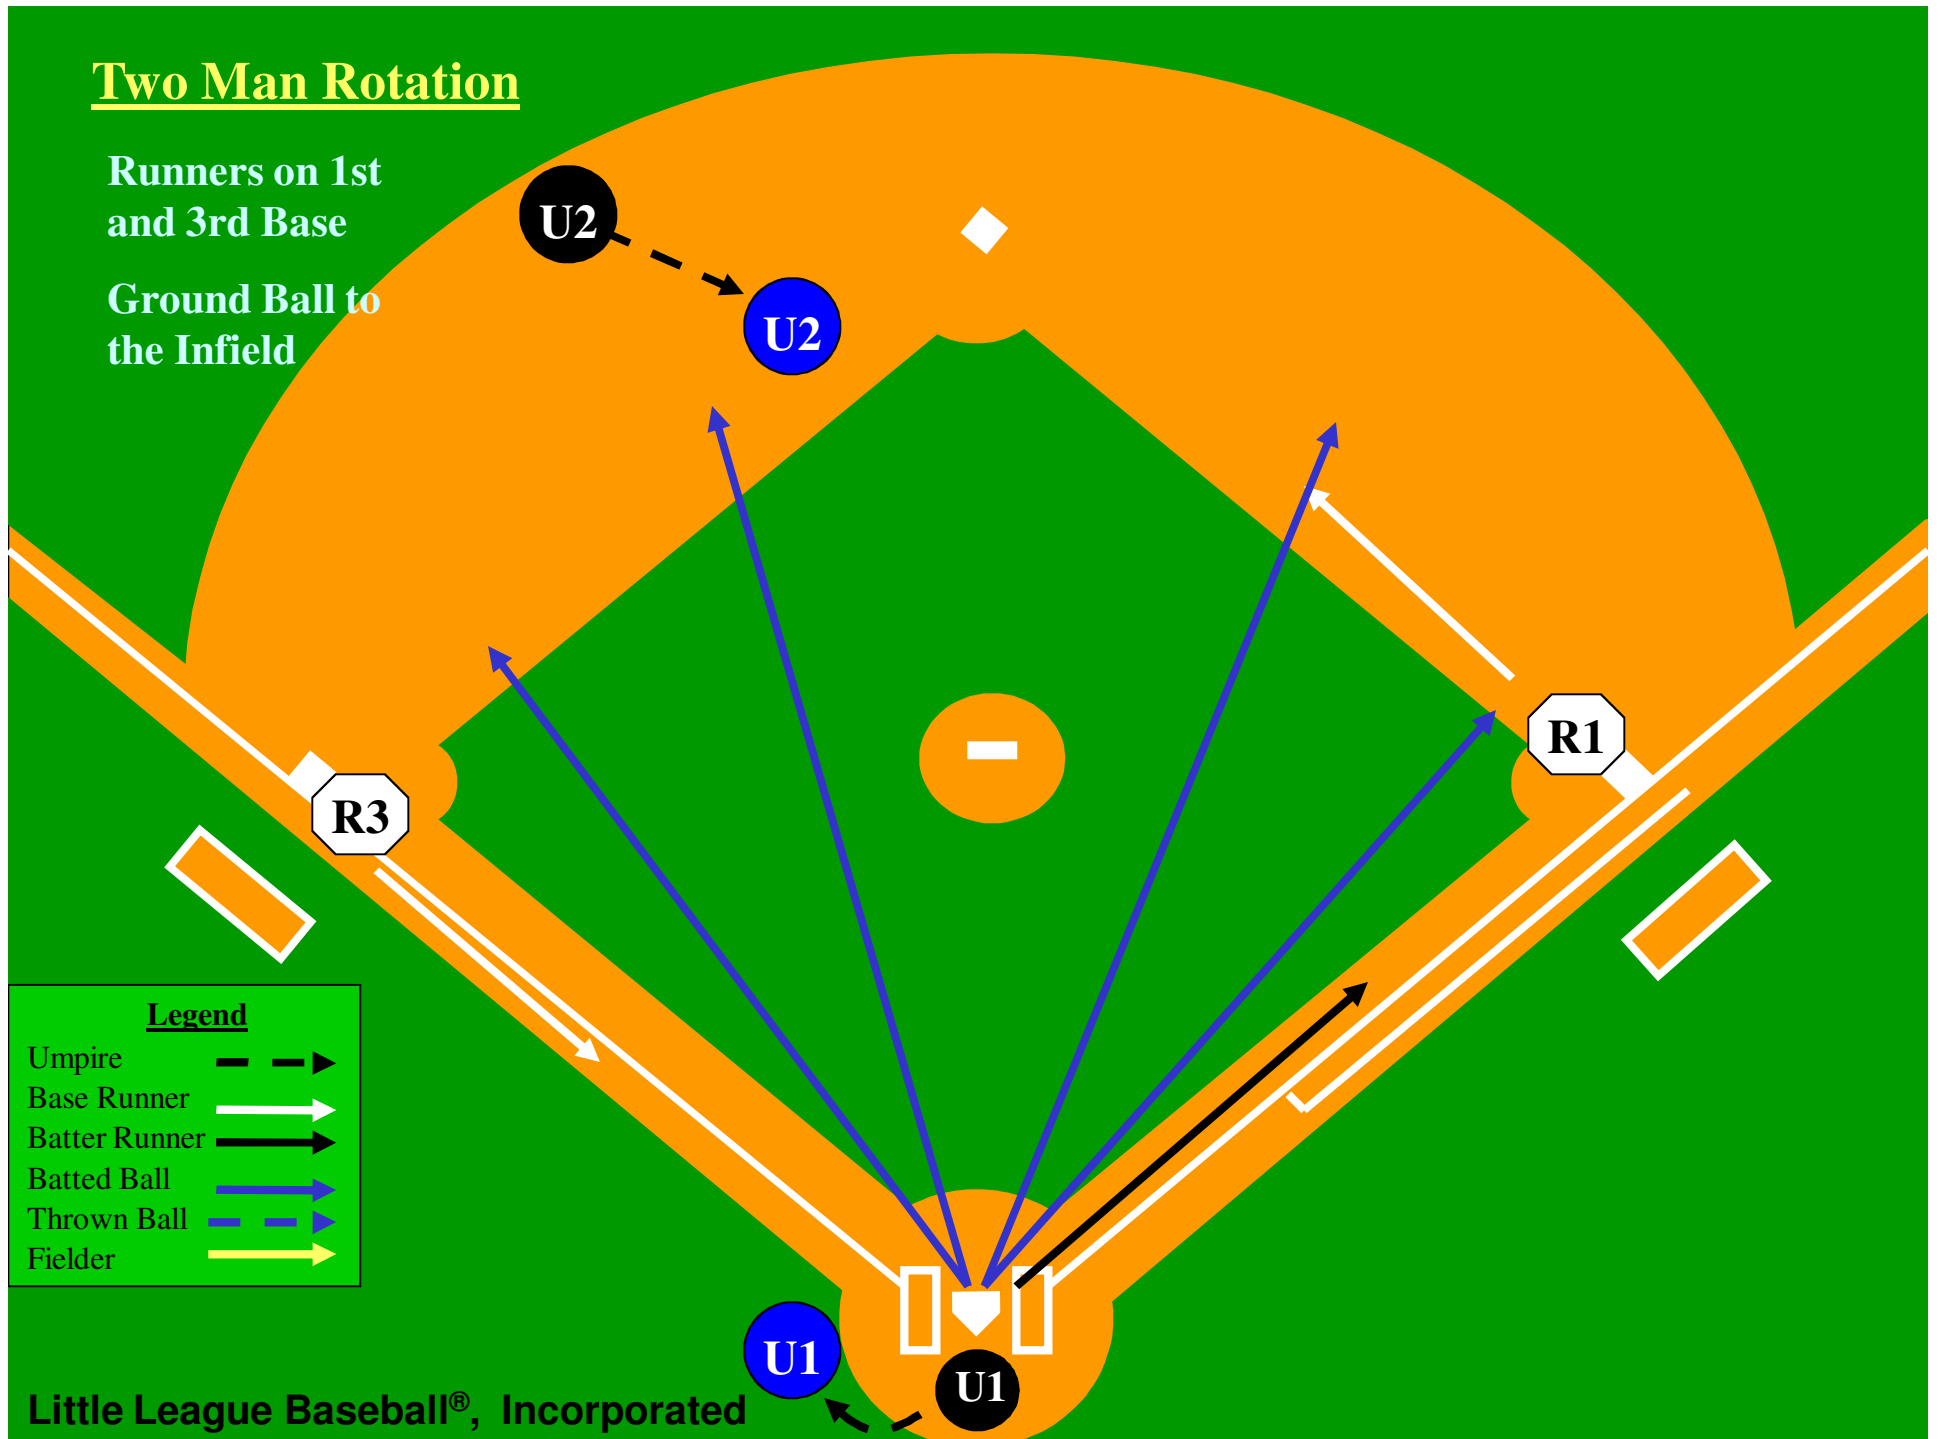 Two Man Rotation
Runners on 1st
and 3rd Base
Ground Ball to
the Infield
U2
U2
R1
R3
Legend
Umpire
Base Runner
Batter Runner
Batted Ball
Thrown Ball
Fielder
U1
U1
Little League Baseball®, Incorporated